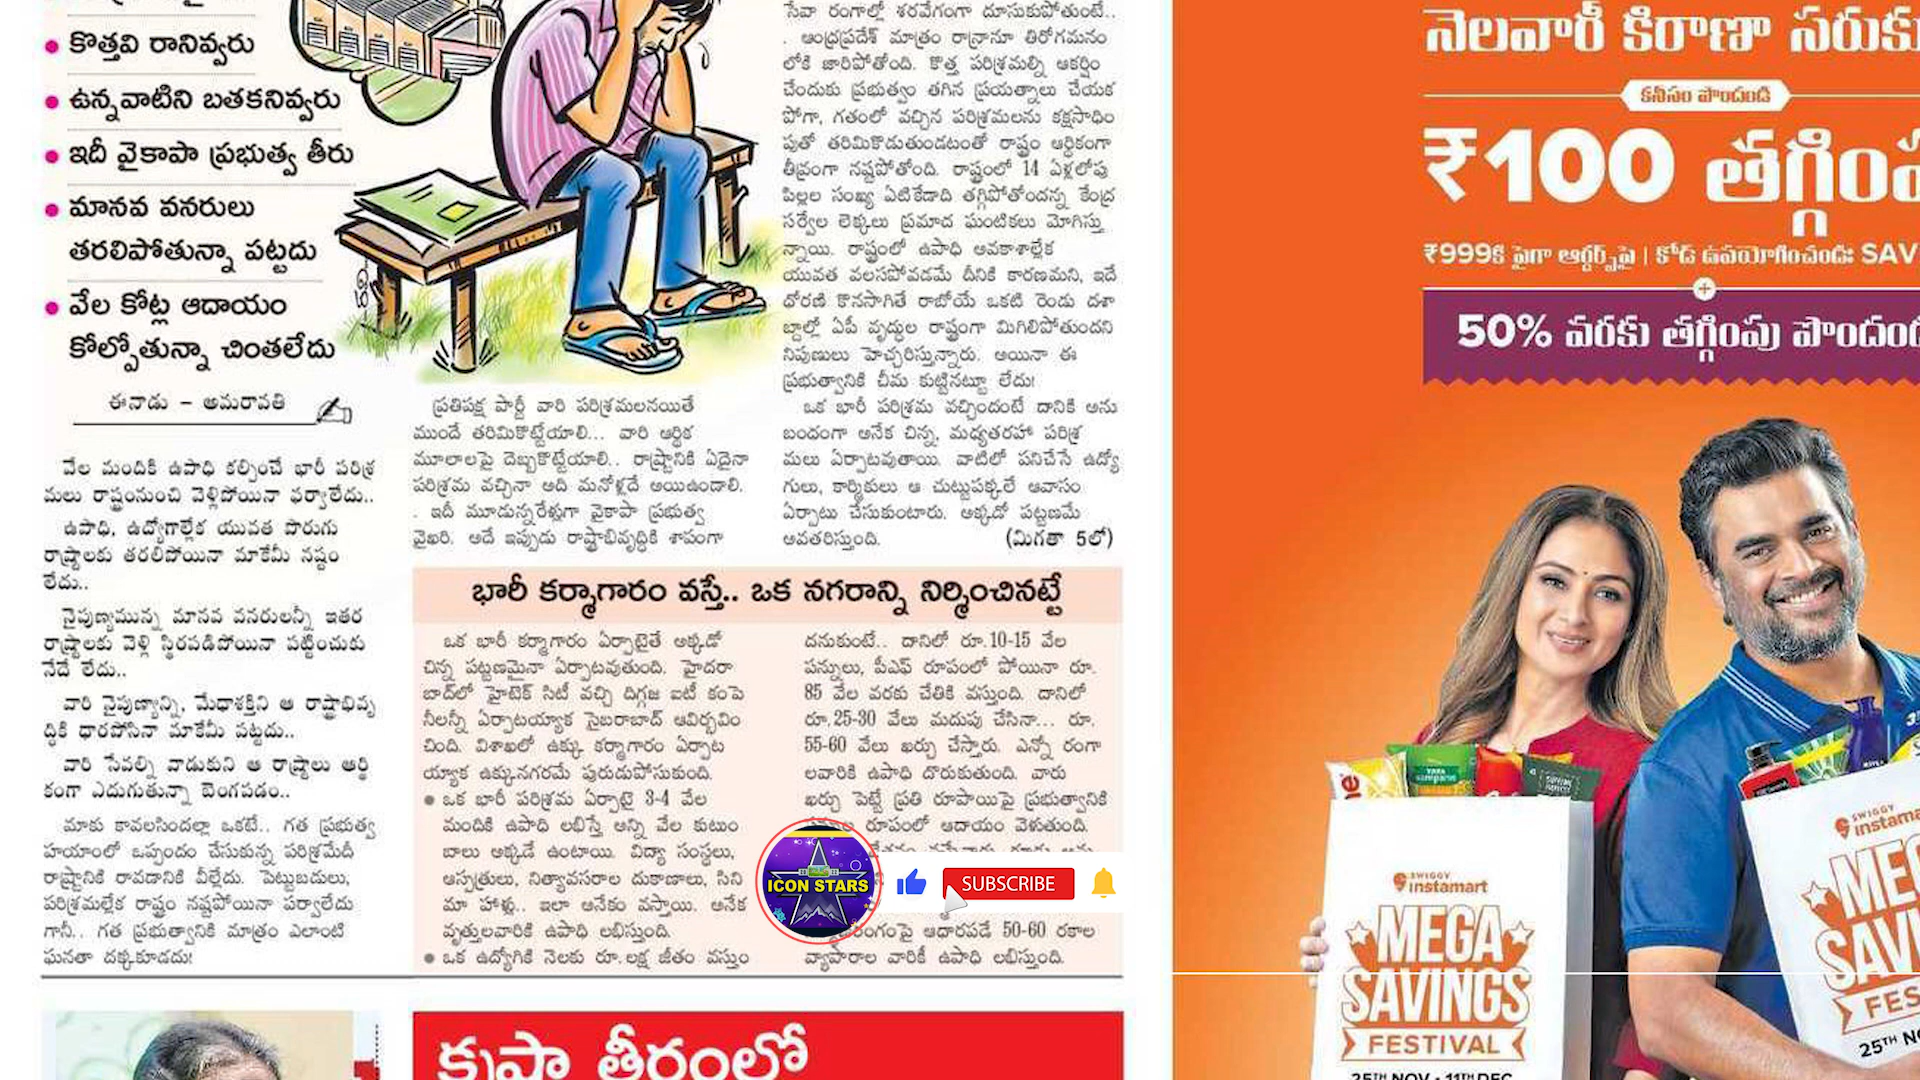 ● కొత్తవి రానివ్వరు
● ఉన్నవాటిని బతకనివ్వరు
● ఇదీ వైకాపా ప్రభుత్వ తీరు
● మానవ వనరులు
తరలిపోతున్నా పట్టదు
● వేల కోట్ల ఆదాయం
కోల్పోతున్నా చింతలేదు
ఈనాడు – అమరావతి
వేల మందికి ఉపాధి కల్పించే భారీ పరిశ్ర
మలు రాష్ట్రంనుంచి వెళ్లిపోయినా ఫర్వాలేదు..
ఉపాధి, ఉద్యోగాల్లేక యువత పొరుగు
రాష్ట్రాలకు తరలిపోయినా మాకేమీ నష్టం
లేదు..
నైపుణ్యమున్న మానవ వనరులన్నీ ఇతర
రాష్ట్రాలకు వెళ్లి స్థిరపడిపోయినా పట్టించుకు
నేదే లేదు..
వారి నైపుణ్యాన్ని, మేధాశక్తిని ఆ రాష్ట్రాభివృ
ద్ధికి ధారపోసినా మాకేమీ పట్టదు..
వారి సేవల్ని వాడుకుని ఆ రాష్ట్రాలు ఆర్థి
కంగా ఎదుగుతున్నా బెంగపడం..
మాకు కావలసిందల్లా ఒకటే.. గత ప్రభుత్వ
హయాంలో ఒప్పందం చేసుకున్న పరిశ్రమేదీ
రాష్ట్రానికి రావడానికి వీల్లేదు. పెట్టుబడులు,
పరిశ్రమల్లేక రాష్ట్రం నష్టపోయినా పర్వాలేదు
గానీ.. గత ప్రభుత్వానికి మాత్రం ఎలాంటి
ఘనతా దక్కకూడదు!
ప్రతిపక్ష పార్టీ వారి పరిశ్రమలనయితే
ముందే తరిమికొట్టేయాలి... వారి ఆర్థిక
మూలాలపై దెబ్బకొట్టేయాలి.. రాష్ట్రానికి ఏదైనా
పరిశ్రమ వచ్చినా అది మనోళ్లదే అయిఉండాలి.
. ఇదీ మూడున్నరేళ్లుగా వైకాపా ప్రభుత్వ
వైఖరి. అదే ఇప్పుడు రాష్ట్రాభివృద్ధికి శాపంగా
సేవా రంగాల్లో శరవేగంగా దూసుకుపోతుంటే..
. ఆంధ్రప్రదేశ్ మాత్రం రాన్రానూ తిరోగమనం
లోకి జారిపోతోంది. కొత్త పరిశ్రమల్ని ఆకర్షిం
చేందుకు ప్రభుత్వం తగిన ప్రయత్నాలు చేయక
పోగా, గతంలో వచ్చిన పరిశ్రమలను కక్షసాధిం
పుతో తరిమికొడుతుండటంతో రాష్ట్రం ఆర్థికంగా
తీవ్రంగా నష్టపోతోంది. రాష్ట్రంలో 14 ఏళ్లలోపు
పిల్లల సంఖ్య ఏటికేడాది తగ్గిపోతోందన్న కేంద్ర
సర్వేల లెక్కలు ప్రమాద ఘంటికలు మోగిస్తు
న్నాయి. రాష్ట్రంలో ఉపాధి అవకాశాల్లేక
యువత వలసపోవడమే దీనికి కారణమని, ఇదే
ధోరణి కొనసాగితే రాబోయే ఒకటి రెండు దశా
బ్దాల్లో ఏపీ వృద్ధుల రాష్ట్రంగా మిగిలిపోతుందని
నిపుణులు హెచ్చరిస్తున్నారు. అయినా ఈ
ప్రభుత్వానికి చీమ కుట్టినట్టూ లేదు!
ఒక భారీ పరిశ్రమ వచ్చిందంటే దానికి అను
బంధంగా అనేక చిన్న, మధ్యతరహా పరిశ్ర
మలు ఏర్పాటవుతాయి. వాటిలో పనిచేసే ఉద్యో
గులు, కార్మికులు ఆ చుట్టుపక్కలే ఆవాసం
ఏర్పాటు చేసుకుంటారు. అక్కడో పట్టణమే
అవతరిస్తుంది. (మిగతా 5లో)
భారీ కర్మాగారం వస్తే.. ఒక నగరాన్ని నిర్మించినట్టే
ఒక భారీ కర్మాగారం ఏర్పాటైతే అక్కడో
చిన్న పట్టణమైనా ఏర్పాటవుతుంది. హైదరా
బాద్‌లో హైటెక్ సిటీ వచ్చి దిగ్గజ ఐటీ కంపె
నీలన్నీ ఏర్పాటయ్యాక సైబరాబాద్ ఆవిర్భవిం
చింది. విశాఖలో ఉక్కు కర్మాగారం ఏర్పాట
య్యాక ఉక్కునగరమే పురుడుపోసుకుంది.
● ఒక భారీ పరిశ్రమ ఏర్పాటై 3-4 వేల
మందికి ఉపాధి లభిస్తే అన్ని వేల కుటుం
బాలు అక్కడే ఉంటాయి. విద్యా సంస్థలు,
ఆస్పత్రులు, నిత్యావసరాల దుకాణాలు, సిని
మా హాళ్లు.. ఇలా అనేకం వస్తాయి. అనేక
వృత్తులవారికి ఉపాధి లభిస్తుంది.
● ఒక ఉద్యోగికి నెలకు రూ.లక్ష జీతం వస్తుం
దనుకుంటే.. దానిలో రూ.10-15 వేల
పన్నులు, పీఎఫ్ రూపంలో పోయినా రూ.
85 వేల వరకు చేతికి వస్తుంది. దానిలో
రూ.25-30 వేలు మదుపు చేసినా... రూ.
55-60 వేలు ఖర్చు చేస్తారు. ఎన్నో రంగా
లవారికి ఉపాధి దొరుకుతుంది. వారు
ఖర్చు పెట్టే ప్రతి రూపాయిపై ప్రభుత్వానికి
రూపంలో ఆదాయం వెళుతుంది.
ఆధారపడే 50-60 రకాల
వ్యాపారాల వారికీ ఉపాధి లభిస్తుంది.
ICON STARS
SUBSCRIBE
నెలవారీ కిరాణా సరుకు
కనీసం పొందండి
₹100 తగ్గింపు
₹999కి పైగా ఆర్డర్స్‌పై | కోడ్ ఉపయోగించండి: SAV
+
50% వరకు తగ్గింపు పొందండి
SWIGGY
instamart
MEGA
SAVINGS
FESTIVAL
25TH NOV - 11TH DEC
SWIGGY
instama
MEG
SAVI
FES
25TH NO
తీరంలో